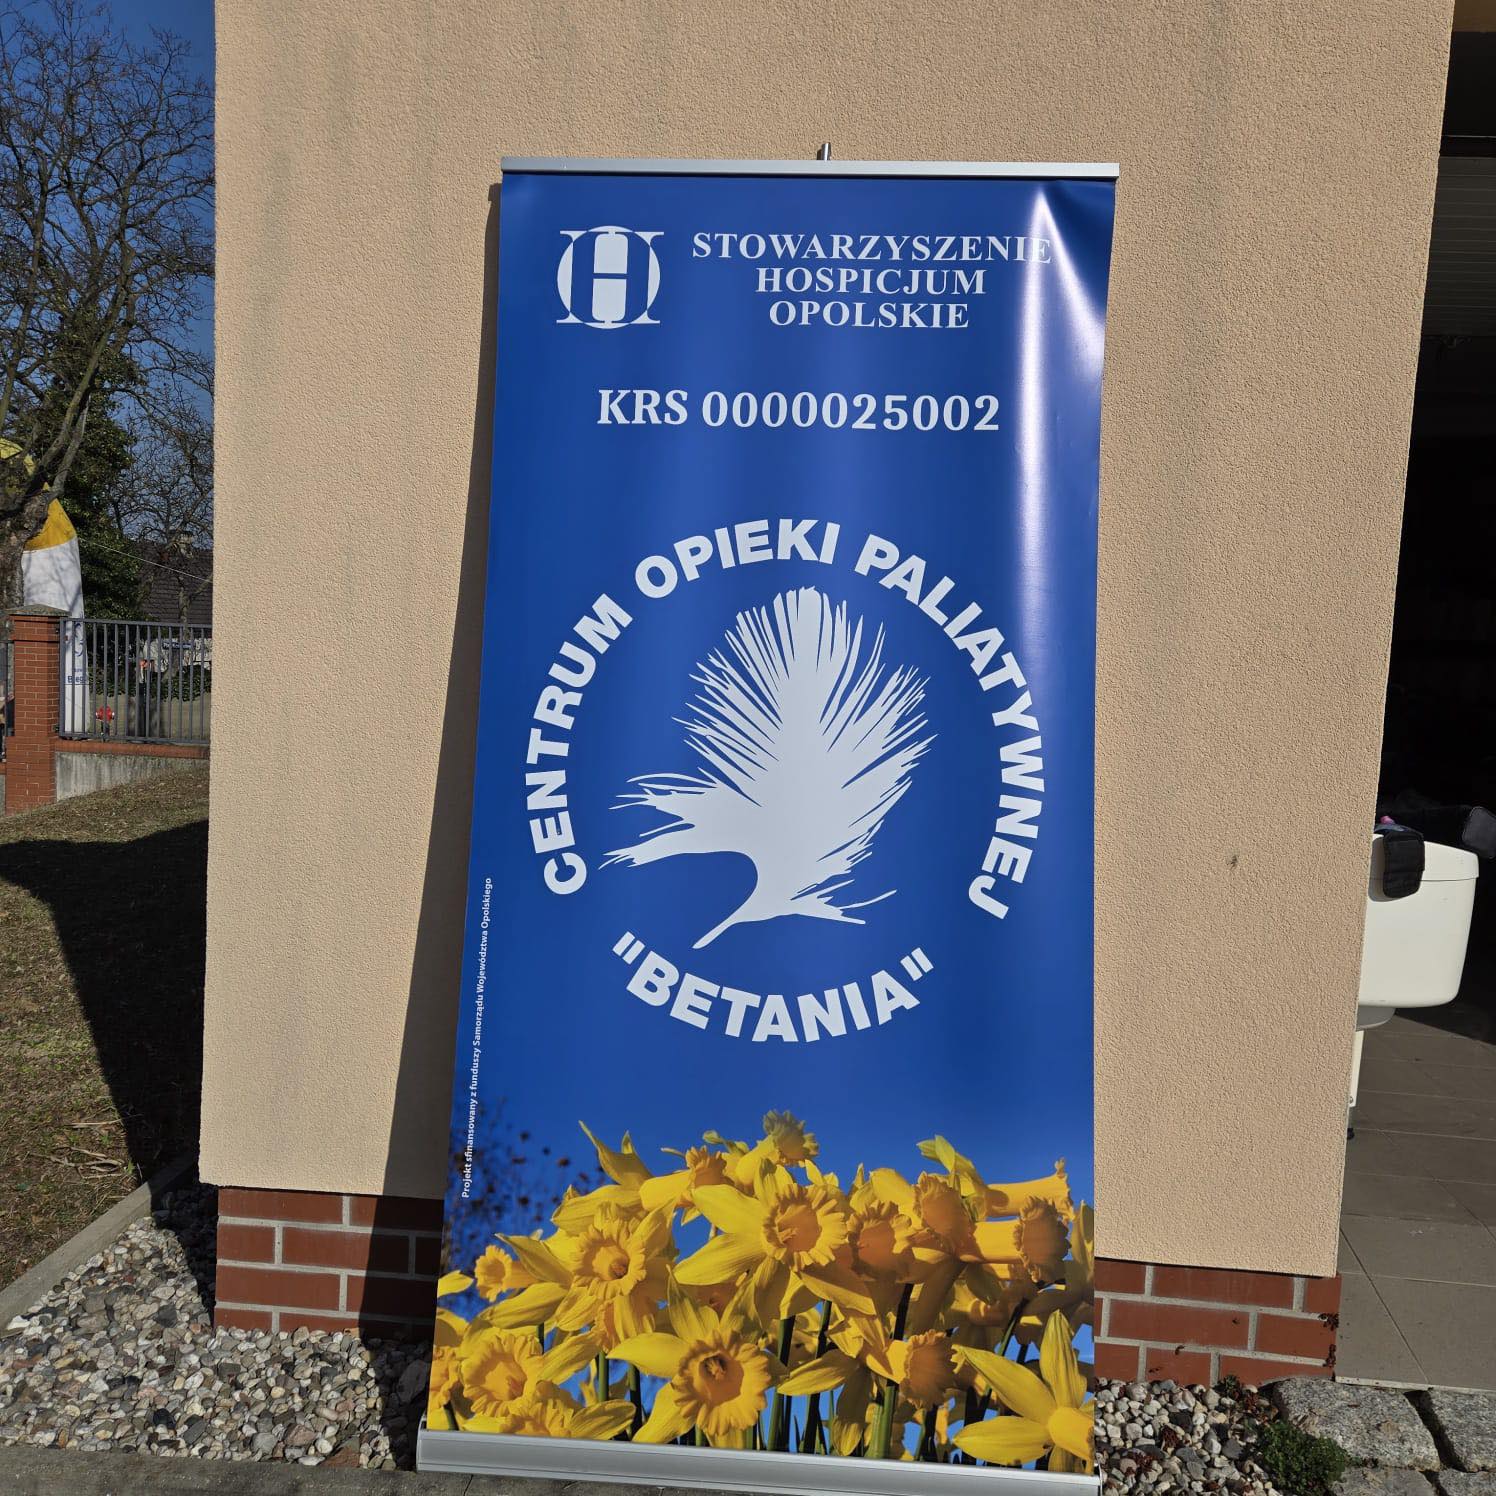 STOWARZYSZENIE
HOSPICJUM
OPOLSKIE
KRS 0000025002
CENTRUM OPIEKI PALIATYWNEJ
"BETANIA"
Projekt sfinansowany z funduszy Samorządu Województwa Opolskiego